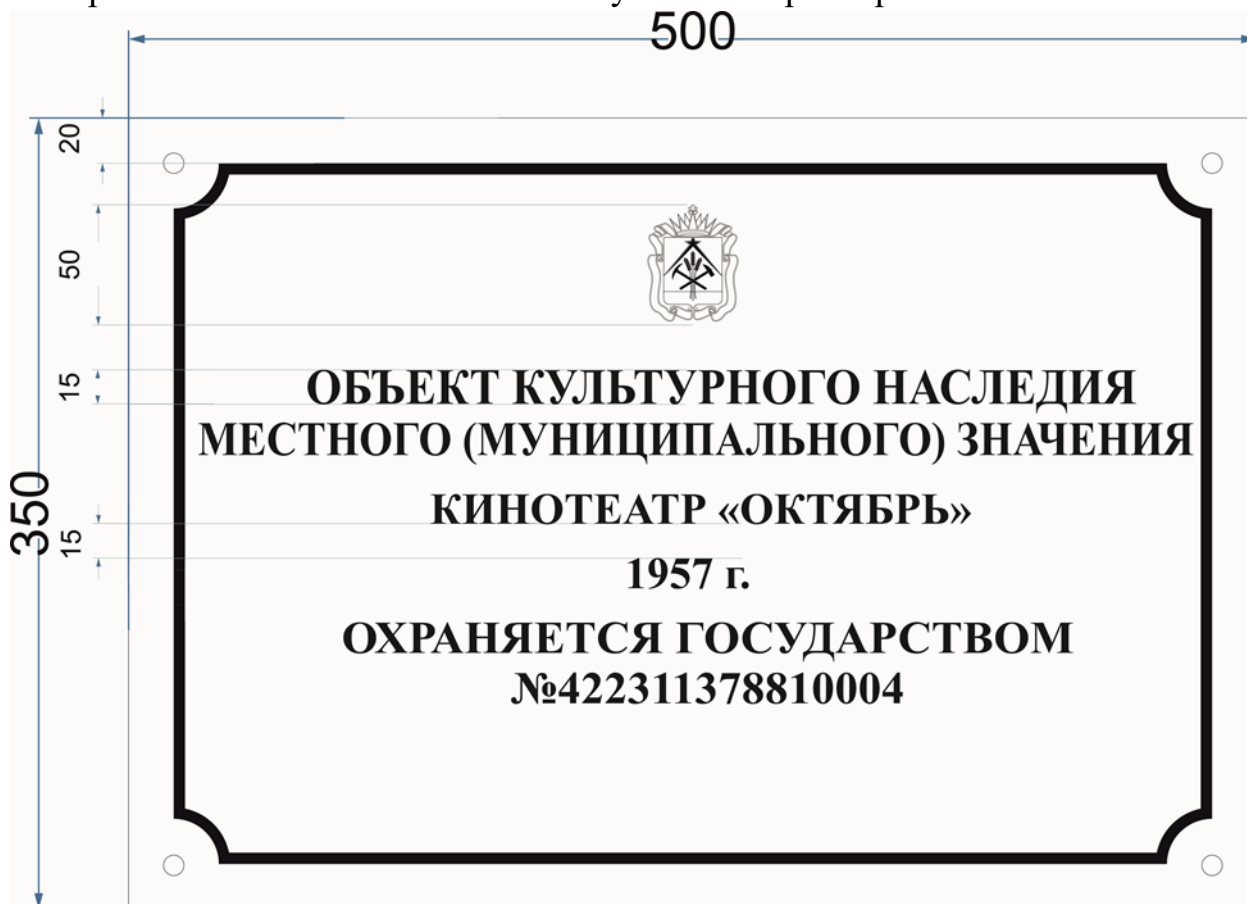 500
20
50
15
350
15
ОБЪЕКТ КУЛЬТУРНОГО НАСЛЕДИЯ
МЕСТНОГО (МУНИЦИПАЛЬНОГО) ЗНАЧЕНИЯ
КИНОТЕАТР «ОКТЯБРЬ»
1957 г.
ОХРАНЯЕТСЯ ГОСУДАРСТВОМ
№422311378810004